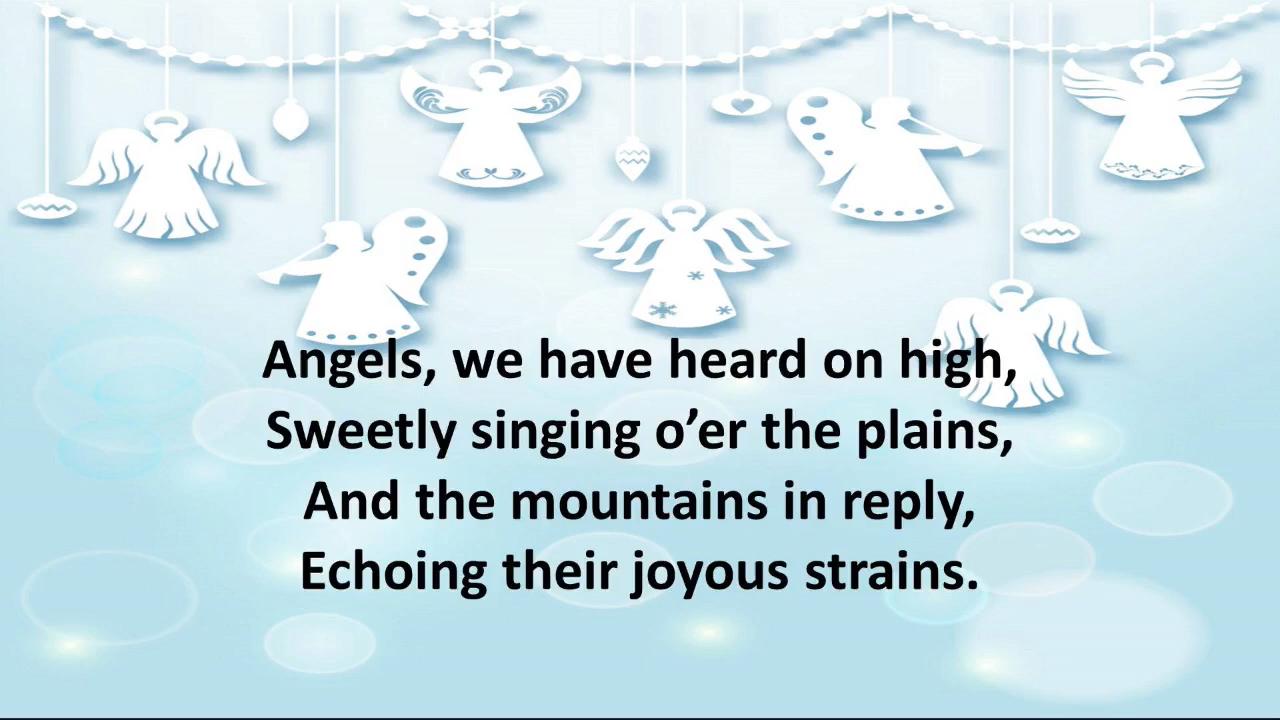 Angels, we have heard on high,
Sweetly singing o’er the plains,
And the mountains in reply,
Echoing their joyous strains.